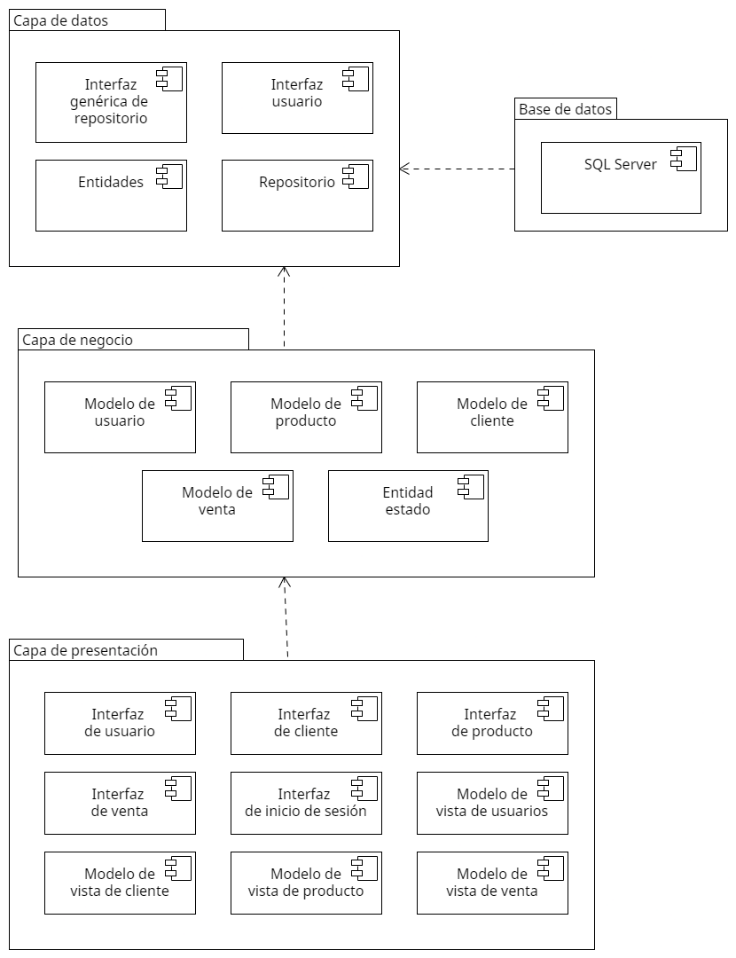 Capa de datos
Interfaz
genérica de
repositorio
Interfaz
usuario
Entidades
Repositorio
Base de datos
SQL Server
Capa de negocio
Modelo de
usuario
Modelo de
producto
Modelo de
cliente
Modelo de
venta
Entidad
estado
Capa de presentación
Interfaz
de usuario
Interfaz
de cliente
Interfaz
de producto
Interfaz
de venta
Interfaz
de inicio de sesión
Modelo de
vista de usuarios
Modelo de
vista de cliente
Modelo de
vista de producto
Modelo de
vista de venta